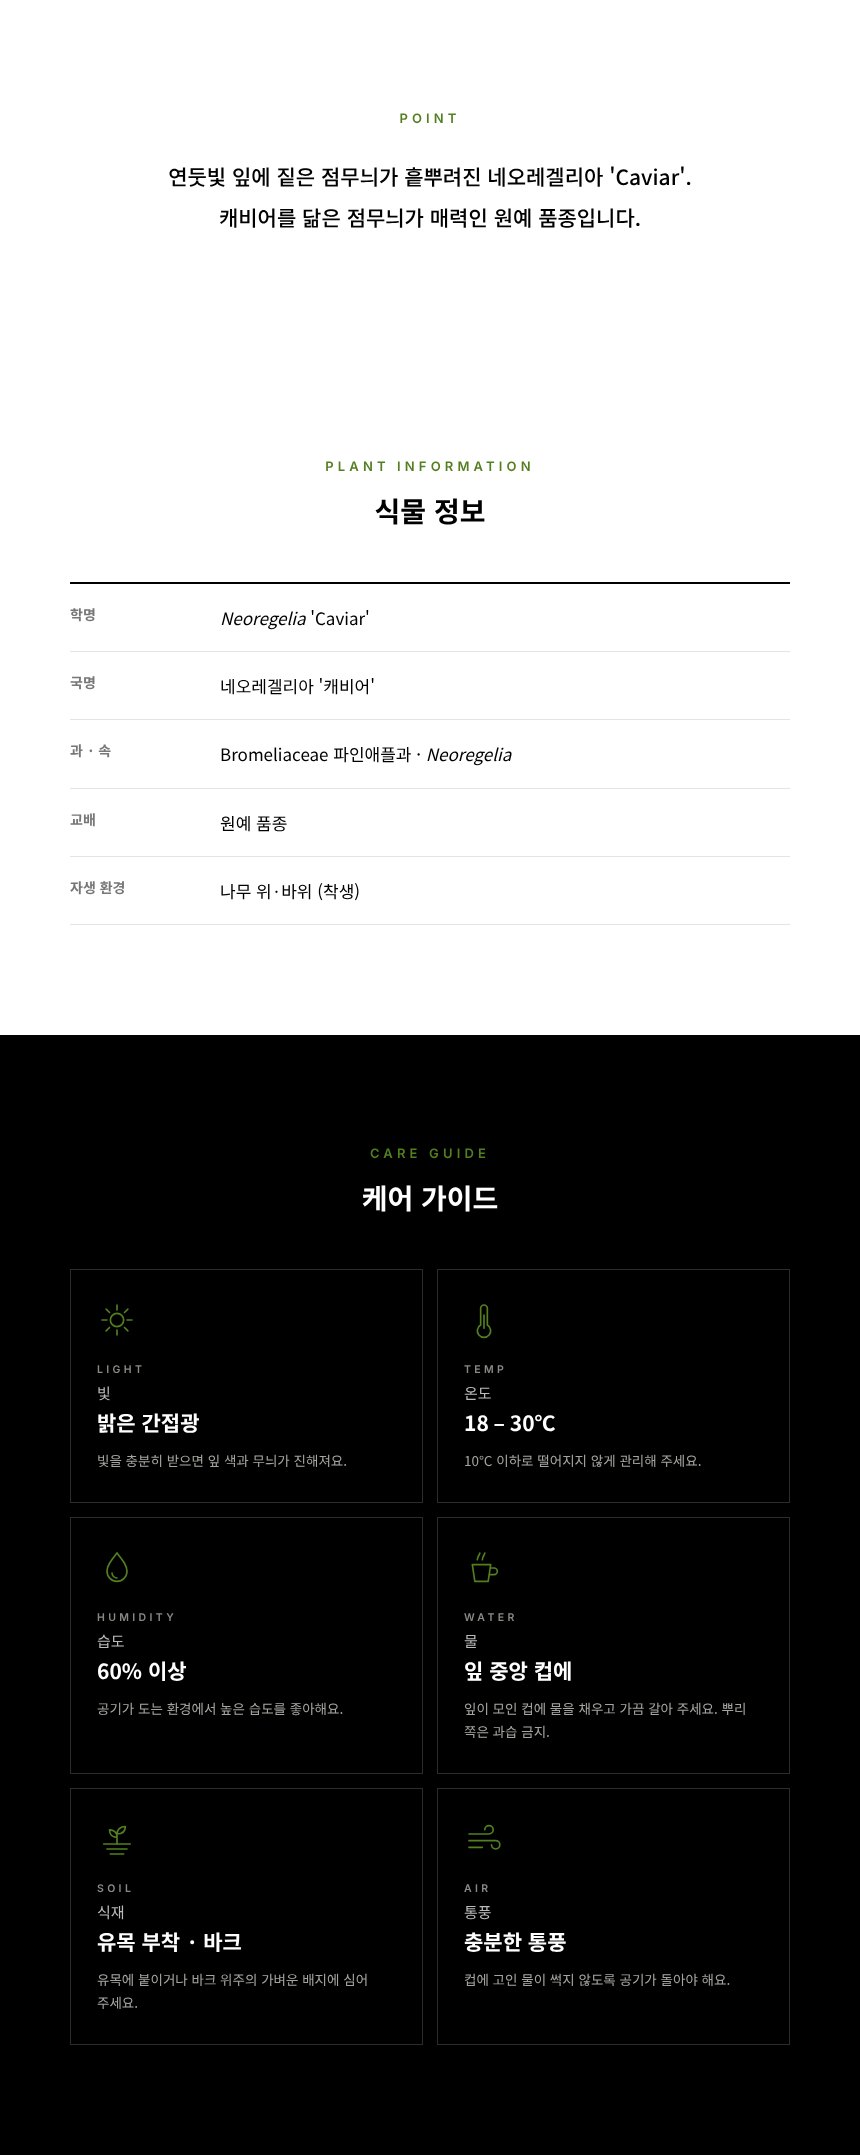 POINT
연둣빛 잎에 짙은 점무늬가 흩뿌려진 네오레겔리아 'Caviar'.
캐비어를 닮은 점무늬가 매력인 원예 품종입니다.
PLANT INFORMATION
식물 정보
학명
Neoregelia 'Caviar'
국명
네오레겔리아 '캐비어'
과 · 속
Bromeliaceae 파인애플과 · Neoregelia
교배
원예 품종
자생 환경
나무 위·바위 (착생)
CARE GUIDE
케어 가이드
LIGHT
빛
밝은 간접광
빛을 충분히 받으면 잎 색과 무늬가 진해져요.
TEMP
온도
18 – 30℃
10℃ 이하로 떨어지지 않게 관리해 주세요.
HUMIDITY
습도
60% 이상
공기가 도는 환경에서 높은 습도를 좋아해요.
WATER
물
잎 중앙 컵에
잎이 모인 컵에 물을 채우고 가끔 갈아 주세요. 뿌리
쪽은 과습 금지.
SOIL
식재
유목 부착 · 바크
유목에 붙이거나 바크 위주의 가벼운 배지에 심어
주세요.
AIR
통풍
충분한 통풍
컵에 고인 물이 썩지 않도록 공기가 돌아야 해요.